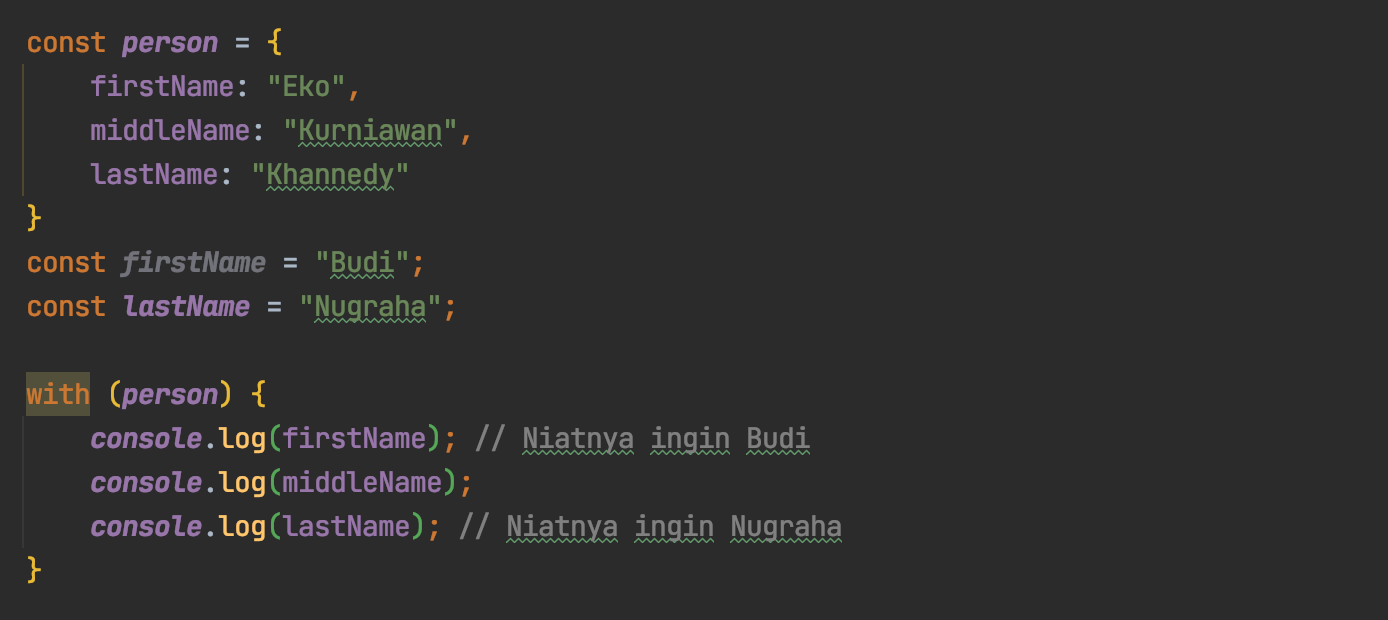 const person = {
    firstName: "Eko",
    middleName: "Kurniawan",
    lastName: "Khannedy"
}
const firstName = "Budi";
const lastName = "Nugraha";

with (person) {
    console.log(firstName); // Niatnya ingin Budi
    console.log(middleName);
    console.log(lastName); // Niatnya ingin Nugraha
}